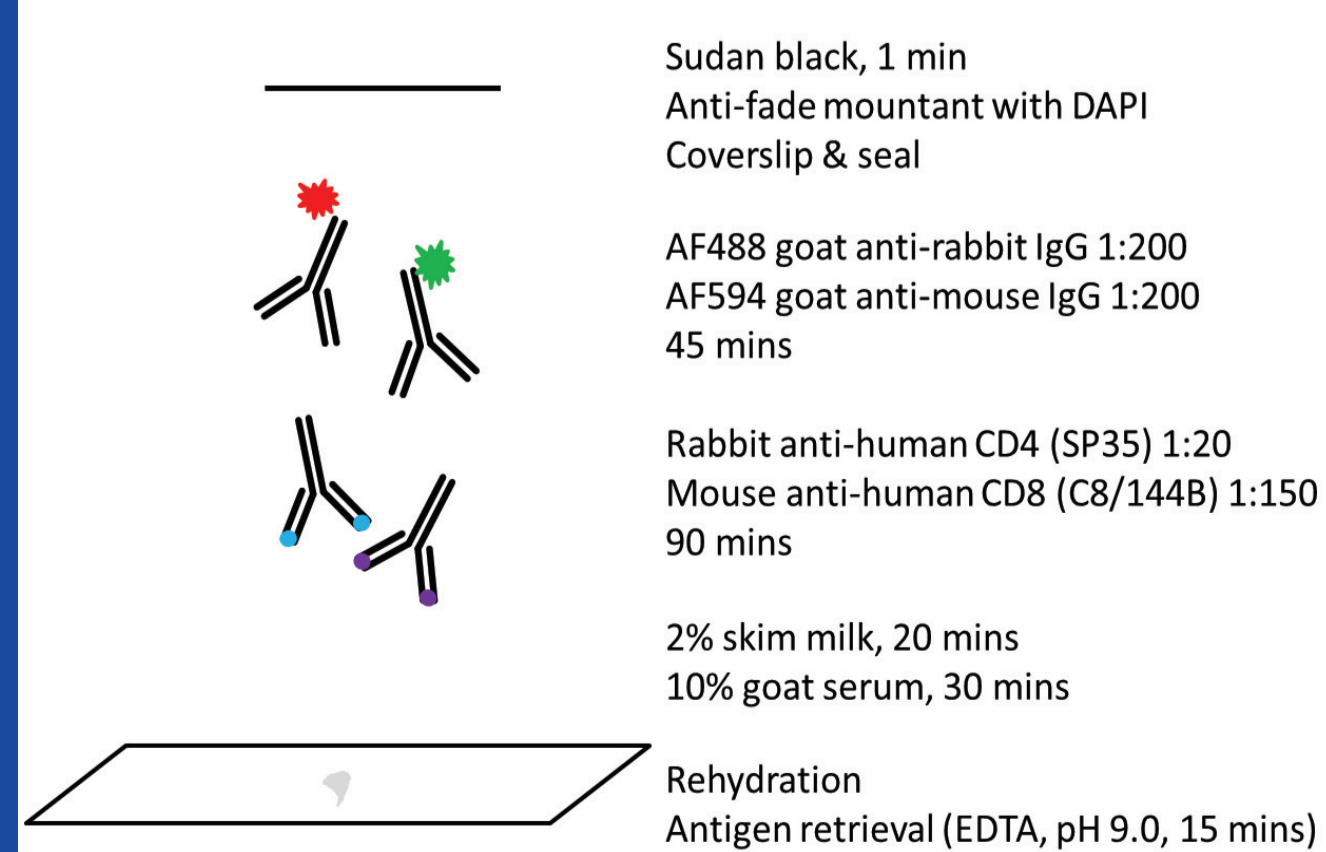 Sudan black, 1 min
Anti-fade mountant with DAPI
Coverslip & seal
AF488 goat anti-rabbit IgG 1:200
AF594 goat anti-mouse IgG 1:200
45 mins
Rabbit anti-human CD4 (SP35) 1:20
Mouse anti-human CD8 (C8/144B) 1:150
90 mins
2% skim milk, 20 mins
10% goat serum, 30 mins
Rehydration
Antigen retrieval (EDTA, pH 9.0, 15 mins)